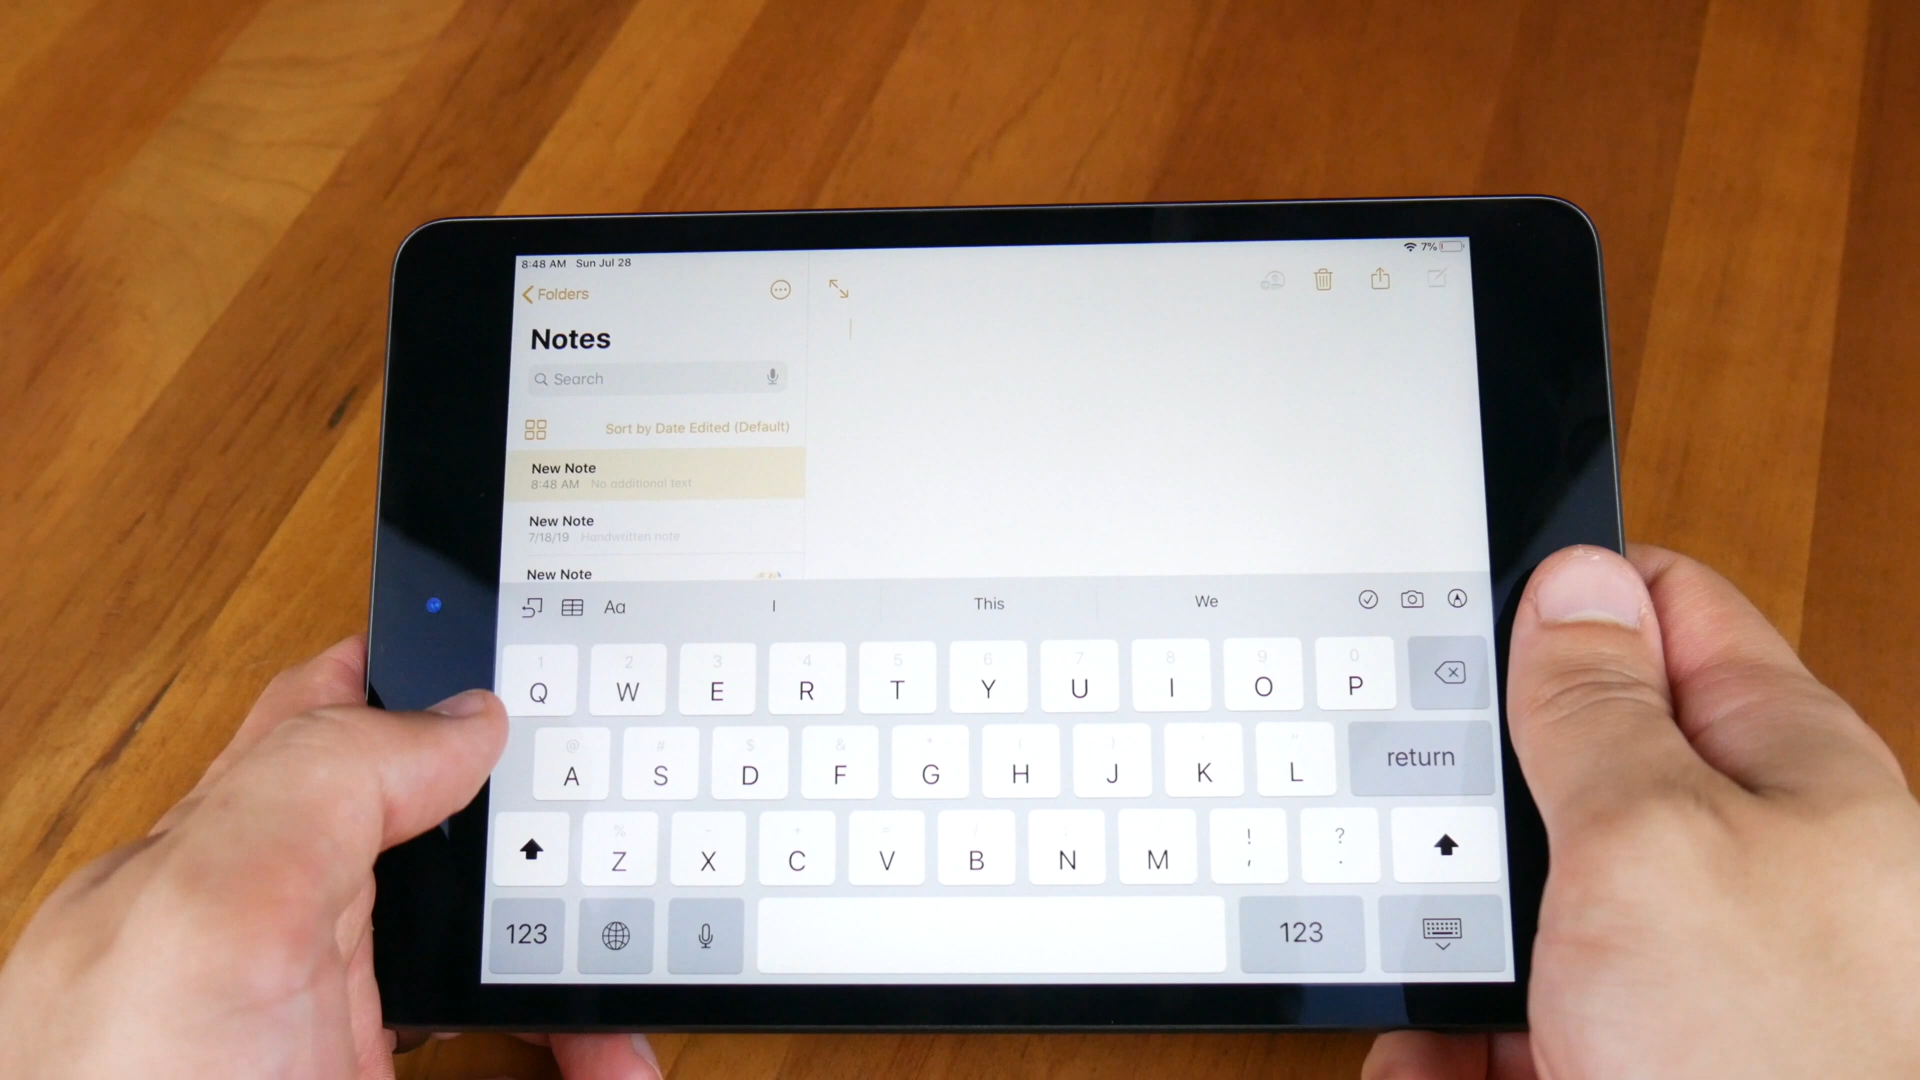 8:48 AM Sun Jul 28
7%
Folders
Notes
Search
Sort by Date Edited (Default)
New Note
8:48 AM No additional text
New Note
7/18/19 Handwritten note
New Note
Aa I This We
1 2 3 4 5 6 7 8 9 0
Q W E R T Y U I O P
@ # $ & * ( ) ' "
A S D F G H J K L return
% - + = / ; : ! ?
Z X C V B N M , .
123 123